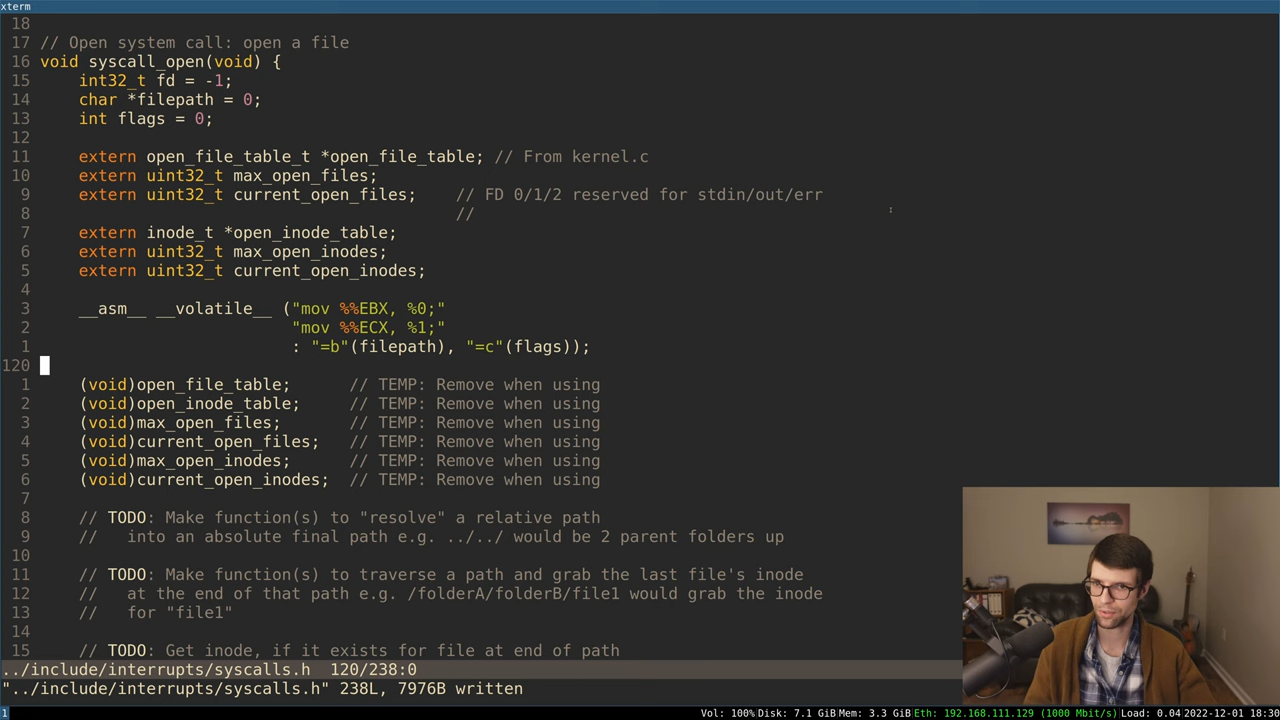 xterm
18
17 // Open system call: open a file
16 void syscall_open(void) {
15     int32_t fd = -1;
14     char *filepath = 0;
13     int flags = 0;
12
11     extern open_file_table_t *open_file_table; // From kernel.c
10     extern uint32_t max_open_files;
9     extern uint32_t current_open_files;    // FD 0/1/2 reserved for stdin/out/err
8                                            //
7     extern inode_t *open_inode_table;
6     extern uint32_t max_open_inodes;
5     extern uint32_t current_open_inodes;
4
3     __asm__ __volatile__ ("mov %%EBX, %0;"
2                           "mov %%ECX, %1;"
1                           : "=b"(filepath), "=c"(flags));
120
1     (void)open_file_table;      // TEMP: Remove when using
2     (void)open_inode_table;     // TEMP: Remove when using
3     (void)max_open_files;       // TEMP: Remove when using
4     (void)current_open_files;   // TEMP: Remove when using
5     (void)max_open_inodes;      // TEMP: Remove when using
6     (void)current_open_inodes;  // TEMP: Remove when using
7
8     // TODO: Make function(s) to "resolve" a relative path
9     //   into an absolute final path e.g. ../../ would be 2 parent folders up
10
11     // TODO: Make function(s) to traverse a path and grab the last file's inode
12     //   at the end of that path e.g. /folderA/folderB/file1 would grab the inode
13     //   for "file1"
14
15     // TODO: Get inode, if it exists for file at end of path
../include/interrupts/syscalls.h  120/238:0
"../include/interrupts/syscalls.h" 238L, 7976B written
1 Vol: 100% Disk: 7.1 GiB Mem: 3.3 GiB Eth: 192.168.111.129 (1000 Mbit/s) Load: 0.04 2022-12-01 18:30